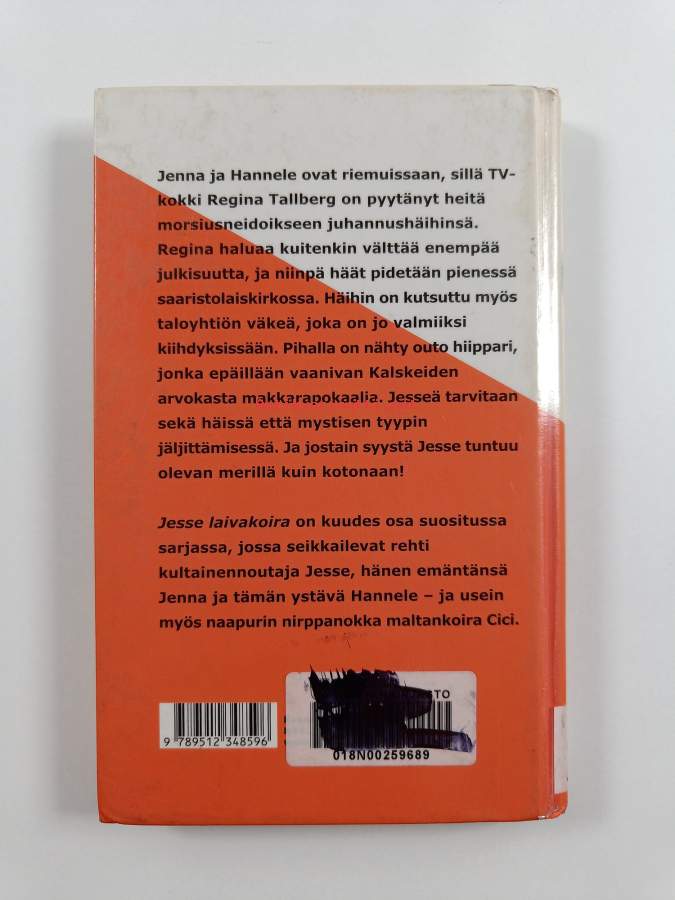 Jenna ja Hannele ovat riemuissaan, sillä TV-
kokki Regina Tallberg on pyytänyt heitä
morsiusneidoikseen juhannushäihinsä.
Regina haluaa kuitenkin välttää enempää
julkisuutta, ja niinpä häät pidetään pienessä
saaristolaiskirkossa. Häihin on kutsuttu myös
taloyhtiön väkeä, joka on jo valmiiksi
kiihdyksissään. Pihalla on nähty outo hiippari,
jonka epäillään vaanivan Kalskeiden
arvokasta makkarapokaalia. Jesseä tarvitaan
sekä häissä että mystisen tyypin
jäljittämisessä. Ja jostain syystä Jesse tuntuu
olevan merillä kuin kotonaan!
Jesse laivakoira on kuudes osa suositussa
sarjassa, jossa seikkailevat rehti
kultainennoutaja Jesse, hänen emäntänsä
Jenna ja tämän ystävä Hannele – ja usein
myös naapurin nirppanokka maltankoira Cici.
9 789512 348596
018N00259689